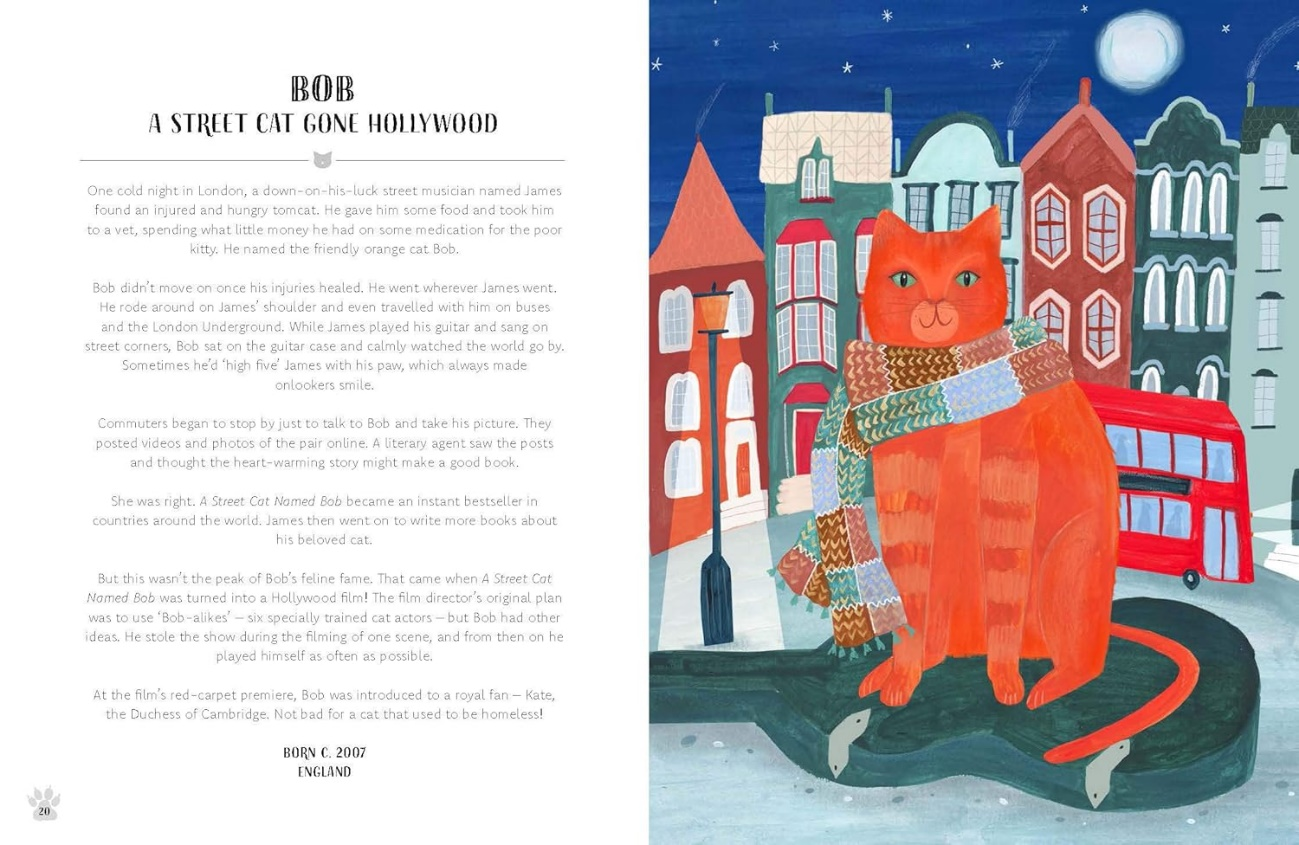 BOB
A STREET CAT GONE HOLLYWOOD
One cold night in London, a down-on-his-luck street musician named James
found an injured and hungry tomcat. He gave him some food and took him
to a vet, spending what little money he had on some medication for the poor
kitty. He named the friendly orange cat Bob.
Bob didn't move on once his injuries healed. He went wherever James went.
He rode around on James' shoulder and even travelled with him on buses
and the London Underground. While James played his guitar and sang on
street corners, Bob sat on the guitar case and calmly watched the world go by.
Sometimes he'd 'high five' James with his paw, which always made
onlookers smile.
Commuters began to stop by just to talk to Bob and take his picture. They
posted videos and photos of the pair online. A literary agent saw the posts
and thought the heart-warming story might make a good book.
She was right. A Street Cat Named Bob became an instant bestseller in
countries around the world. James then went on to write more books about
his beloved cat.
But this wasn't the peak of Bob's feline fame. That came when A Street Cat
Named Bob was turned into a Hollywood film! The film director's original plan
was to use 'Bob-alikes' – six specially trained cat actors – but Bob had other
ideas. He stole the show during the filming of one scene, and from then on he
played himself as often as possible.
At the film's red-carpet premiere, Bob was introduced to a royal fan – Kate,
the Duchess of Cambridge. Not bad for a cat that used to be homeless!
BORN C. 2007
ENGLAND
20